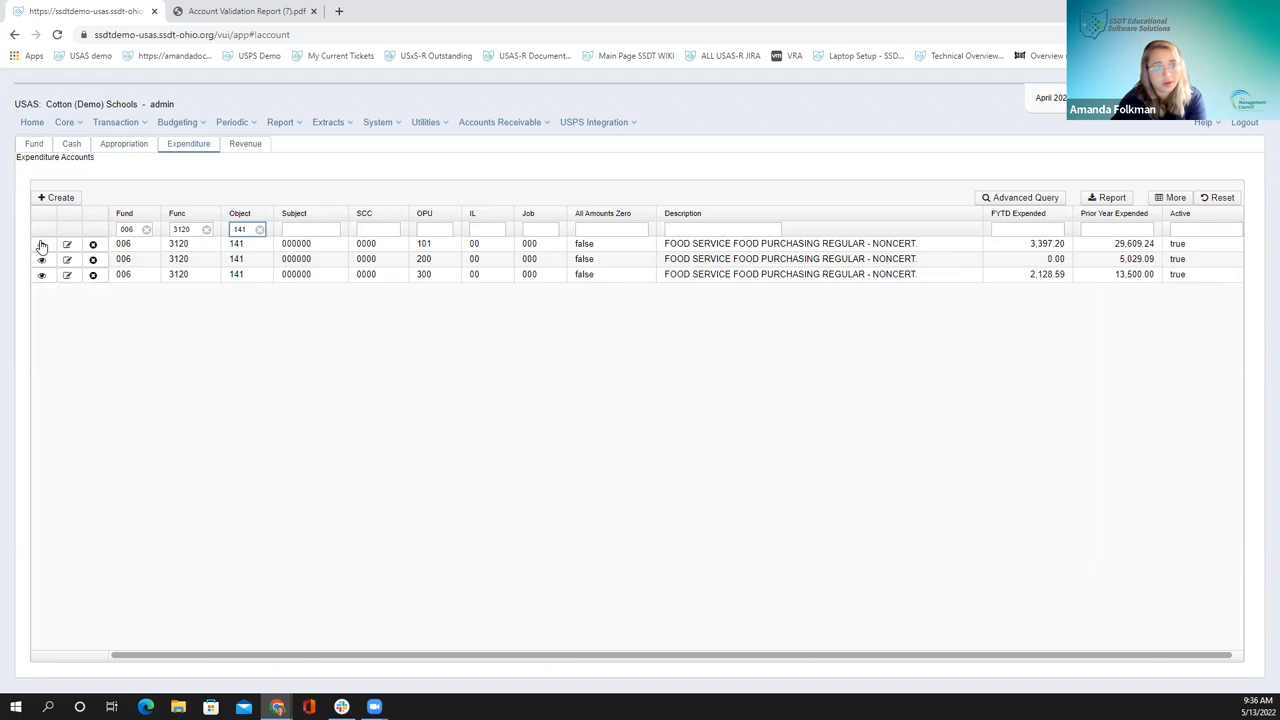 https://ssdtdemo-usas.ssdt-ohio
Account Validation Report (7).pdf
ssdtdemo-usas.ssdt-ohio.org/vui/app#!account
Apps USAS demo https://amandadoc... USPS Demo My Current Tickets USxS-R Outstanding USAS-R Document... Main Page SSDT WIKI ALL USAS-R JIRA VRA Laptop Setup - SSD... Technical Overview... Overview
SSDT Educational
Software Solutions
Management
Council
Amanda Folkman
USAS: Cotton (Demo) Schools - admin
April 202
Home Core Transaction Budgeting Periodic Report Extracts System Utilities Accounts Receivable USPS Integration Help Logout
Fund Cash Appropriation Expenditure Revenue
Expenditure Accounts
Create Advanced Query Report More Reset
Fund Func Object Subject SCC OPU IL Job All Amounts Zero Description FYTD Expended Prior Year Expended Active
006 3120 141
006 3120 141 000000 0000 101 00 000 false FOOD SERVICE FOOD PURCHASING REGULAR - NONCERT. 3,397.20 29,609.24 true
006 3120 141 000000 0000 200 00 000 false FOOD SERVICE FOOD PURCHASING REGULAR - NONCERT. 0.00 5,029.09 true
006 3120 141 000000 0000 300 00 000 false FOOD SERVICE FOOD PURCHASING REGULAR - NONCERT. 2,128.59 13,500.00 true
9:36 AM
5/13/2022